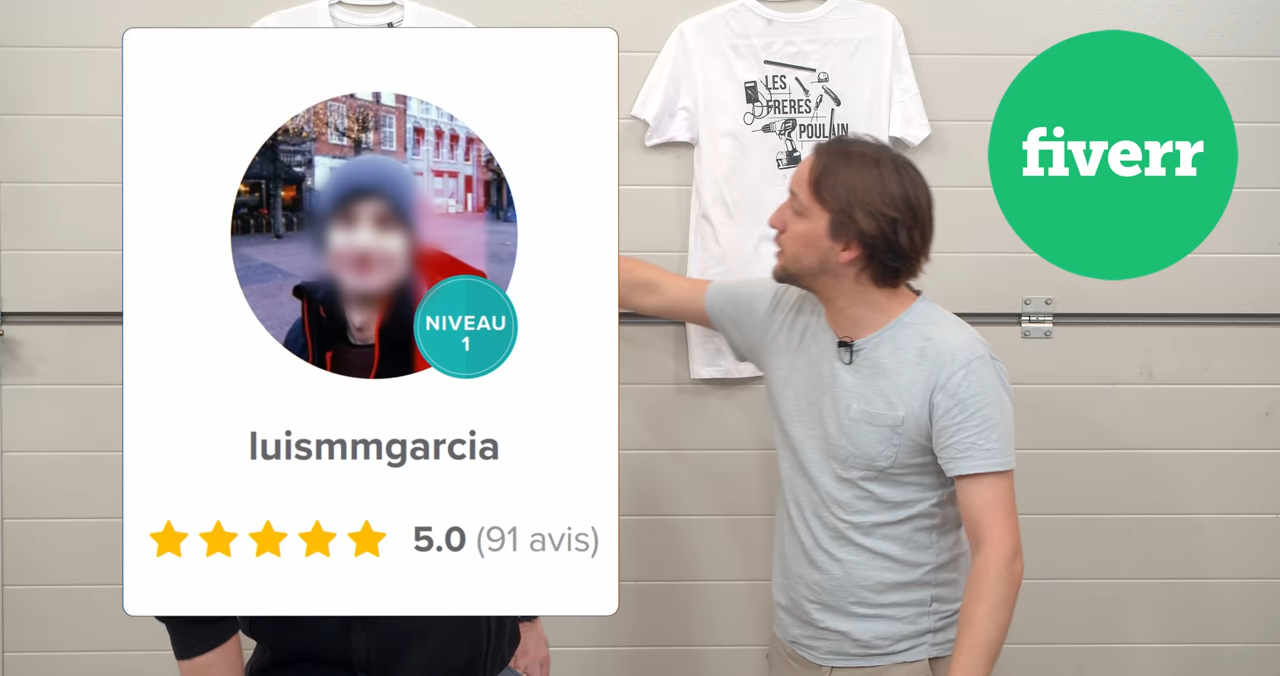 NIVEAU
1
luismmgarcia
5.0 (91 avis)
LES
FRERES
POULAIN
fiverr